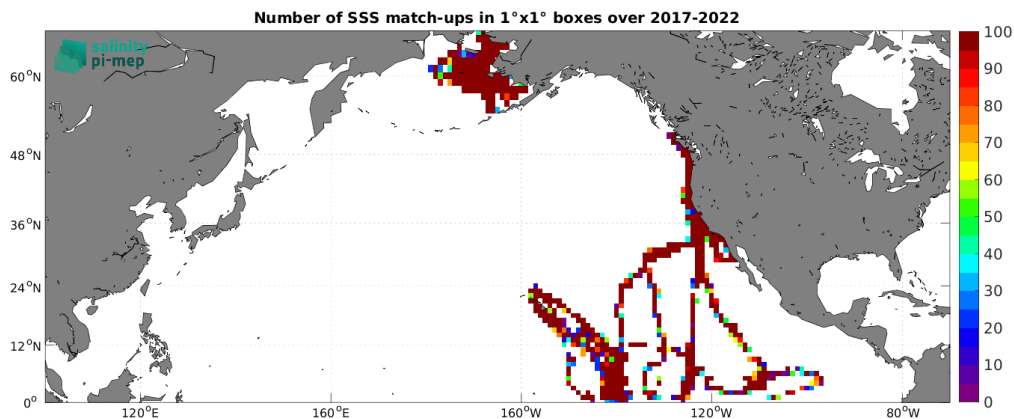 Number of SSS match-ups in 1°x1° boxes over 2017-2022
salinity
pi-mep
60°N
48°N
36°N
24°N
12°N
0°
120°E
160°E
160°W
120°W
80°W
100
90
80
70
60
50
40
30
20
10
0